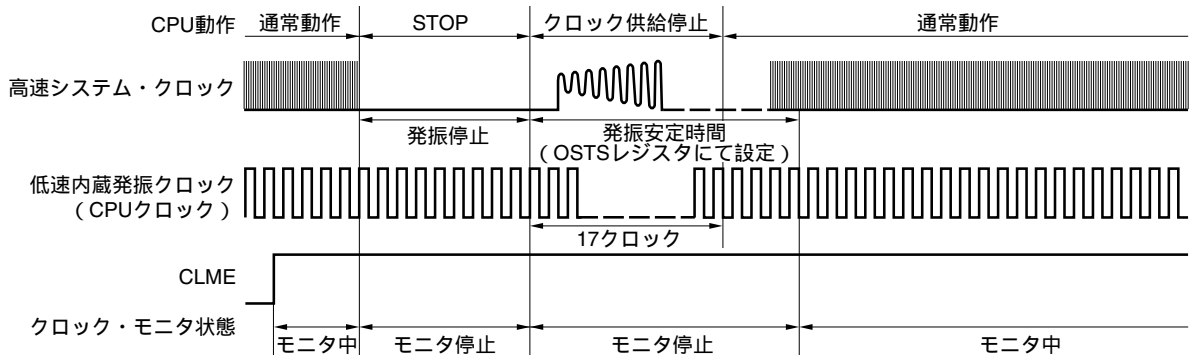 CPU動作 通常動作 STOP クロック供給停止 通常動作
高速システム・クロック
発振停止 発振安定時間
（OSTSレジスタにて設定）
低速内蔵発振クロック
（CPUクロック）
17クロック
CLME
クロック・モニタ状態
モニタ中 モニタ停止 モニタ停止 モニタ中